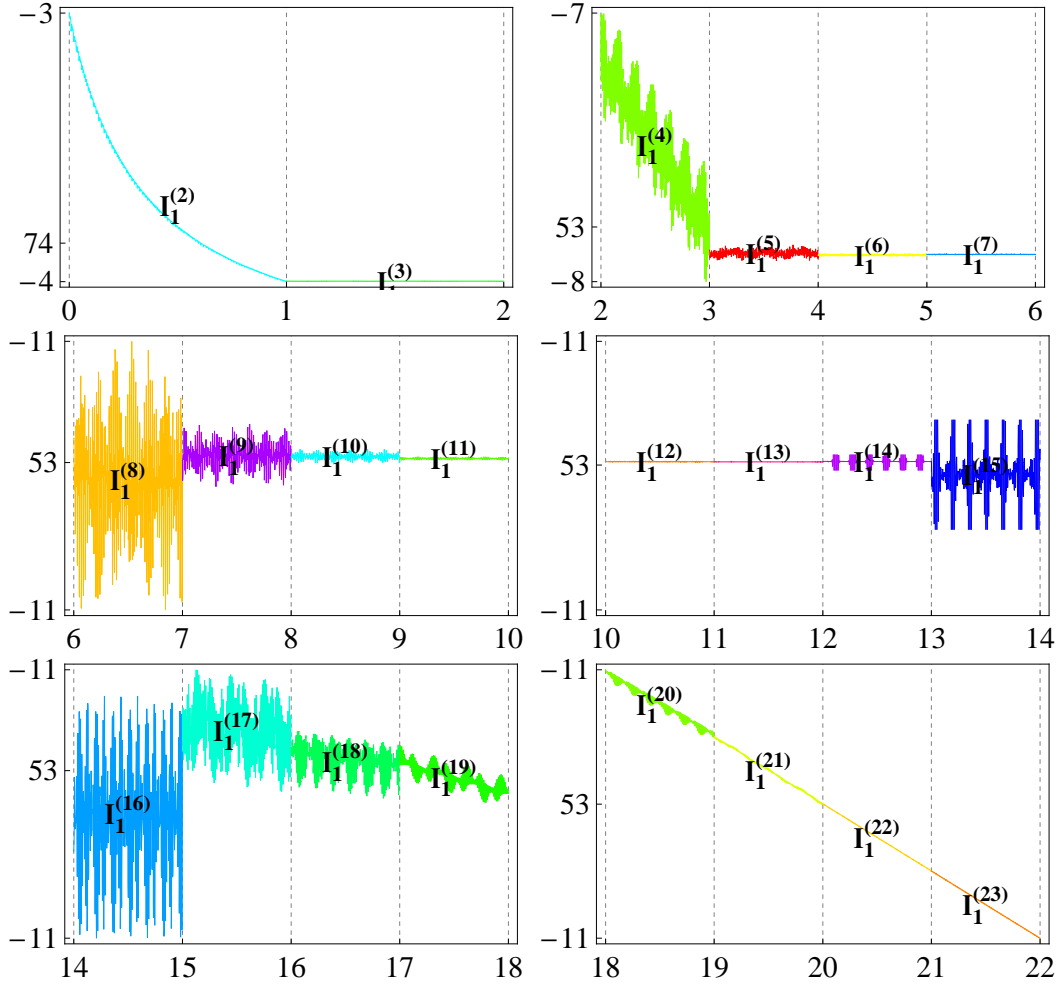 −3
74
−4
I₁⁽²⁾
I₁⁽³⁾
0 1 2
−7
53
−8
I₁⁽⁴⁾
I₁⁽⁵⁾ I₁⁽⁶⁾ I₁⁽⁷⁾
2 3 4 5 6
−11
53
−11
I₁⁽⁸⁾ I₁⁽⁹⁾ I₁⁽¹⁰⁾ I₁⁽¹¹⁾
6 7 8 9 10
−11
53
−11
I₁⁽¹²⁾ I₁⁽¹³⁾ I₁⁽¹⁴⁾ I₁⁽¹⁵⁾
10 11 12 13 14
−11
53
−11
I₁⁽¹⁶⁾ I₁⁽¹⁷⁾ I₁⁽¹⁸⁾ I₁⁽¹⁹⁾
14 15 16 17 18
−11
53
−11
I₁⁽²⁰⁾
I₁⁽²¹⁾
I₁⁽²²⁾
I₁⁽²³⁾
18 19 20 21 22